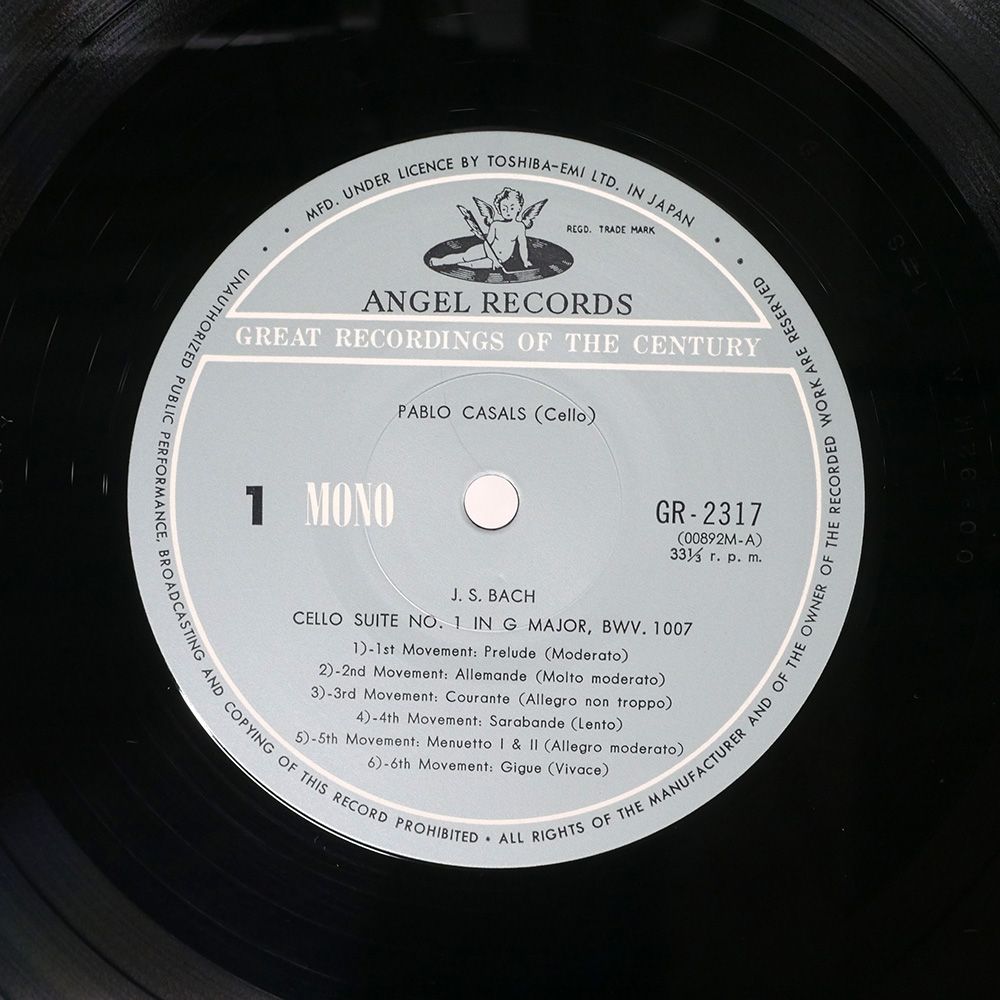 MFD. UNDER LICENCE BY TOSHIBA-EMI LTD. IN JAPAN
REGD. TRADE MARK
ANGEL RECORDS
GREAT RECORDINGS OF THE CENTURY
PABLO CASALS (Cello)
1 MONO
GR-2317
(00892M-A)
33⅓ r. p. m.
J. S. BACH
CELLO SUITE NO. 1 IN G MAJOR, BWV. 1007
1)-1st Movement: Prelude (Moderato)
2)-2nd Movement: Allemande (Molto moderato)
3)-3rd Movement: Courante (Allegro non troppo)
4)-4th Movement: Sarabande (Lento)
5)-5th Movement: Menuetto I & II (Allegro moderato)
6)-6th Movement: Gigue (Vivace)
UNAUTHORIZED PUBLIC PERFORMANCE, BROADCASTING AND COPYING OF THIS RECORD PROHIBITED • ALL RIGHTS OF THE MANUFACTURER AND OF THE OWNER OF THE RECORDED WORK ARE RESERVED